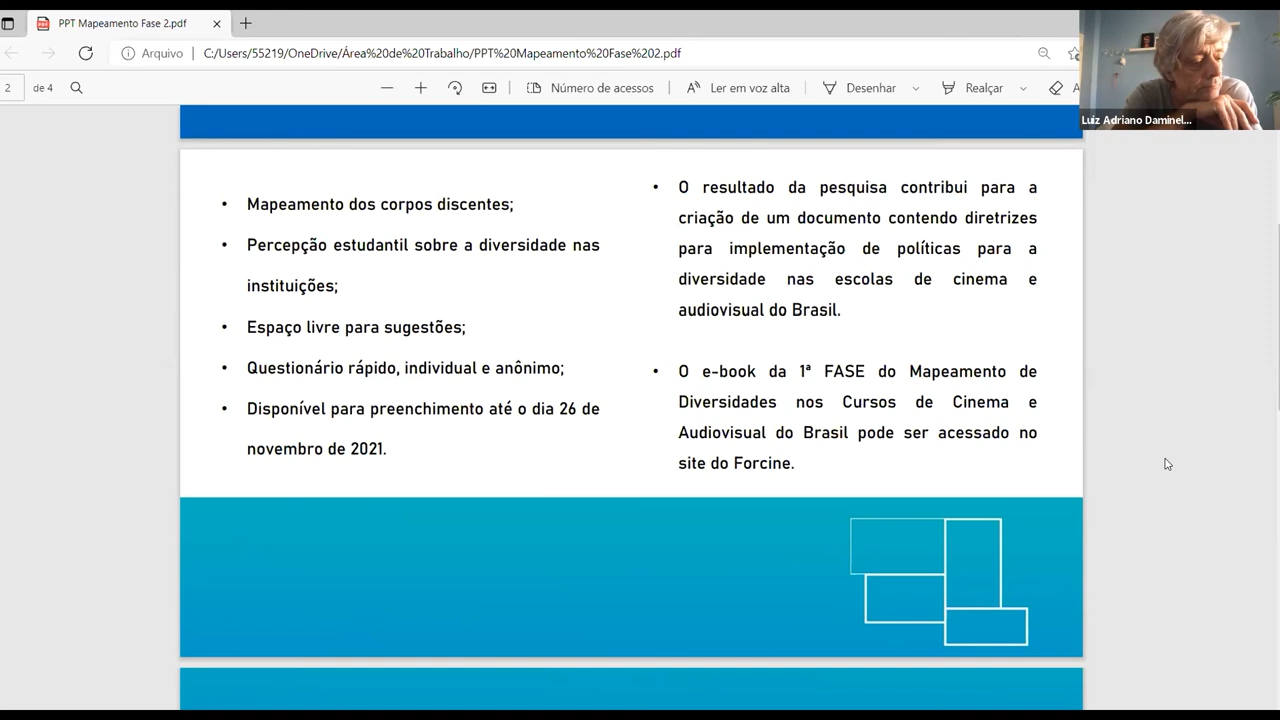 PPT Mapeamento Fase 2.pdf
Arquivo
C:/Users/55219/OneDrive/Área%20de%20Trabalho/PPT%20Mapeamento%20Fase%202.pdf
2
de 4
Número de acessos
Ler em voz alta
Desenhar
Realçar
Luiz Adriano Daminel...
• Mapeamento dos corpos discentes;
• Percepção estudantil sobre a diversidade nas
instituições;
• Espaço livre para sugestões;
• Questionário rápido, individual e anônimo;
• Disponível para preenchimento até o dia 26 de
novembro de 2021.
• O resultado da pesquisa contribui para a
criação de um documento contendo diretrizes
para implementação de políticas para a
diversidade nas escolas de cinema e
audiovisual do Brasil.
• O e-book da 1ª FASE do Mapeamento de
Diversidades nos Cursos de Cinema e
Audiovisual do Brasil pode ser acessado no
site do Forcine.